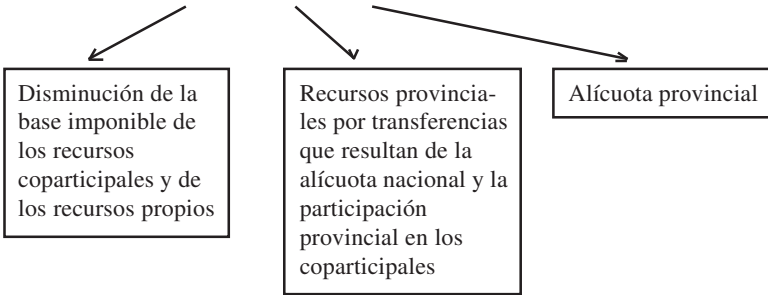 Disminución de la
base imponible de
los recursos
coparticipales y de
los recursos propios
Recursos provincia-
les por transferencias
que resultan de la
alícuota nacional y la
participación
provincial en los
coparticipales
Alícuota provincial